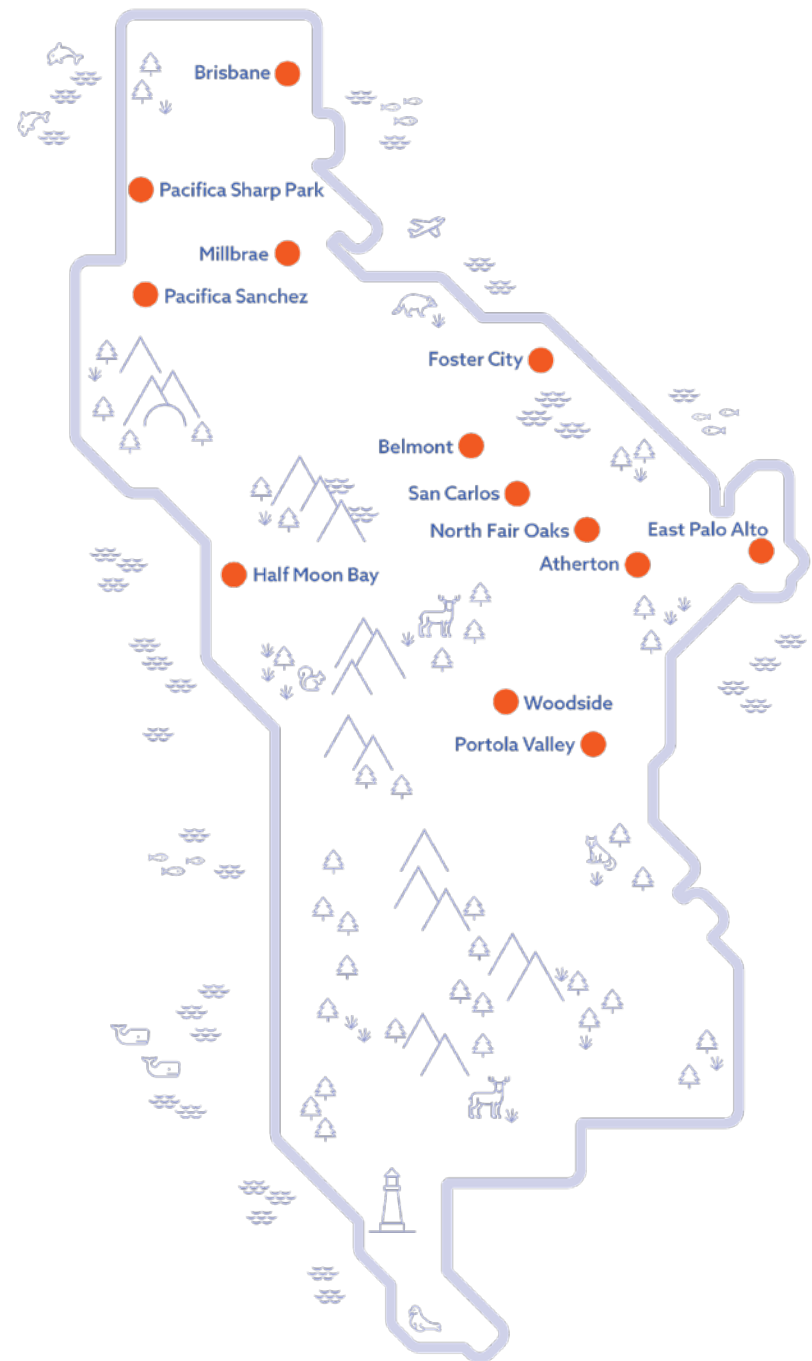 Brisbane
Pacifica Sharp Park
Millbrae
Pacifica Sanchez
Foster City
Belmont
San Carlos
North Fair Oaks
East Palo Alto
Atherton
Half Moon Bay
Woodside
Portola Valley